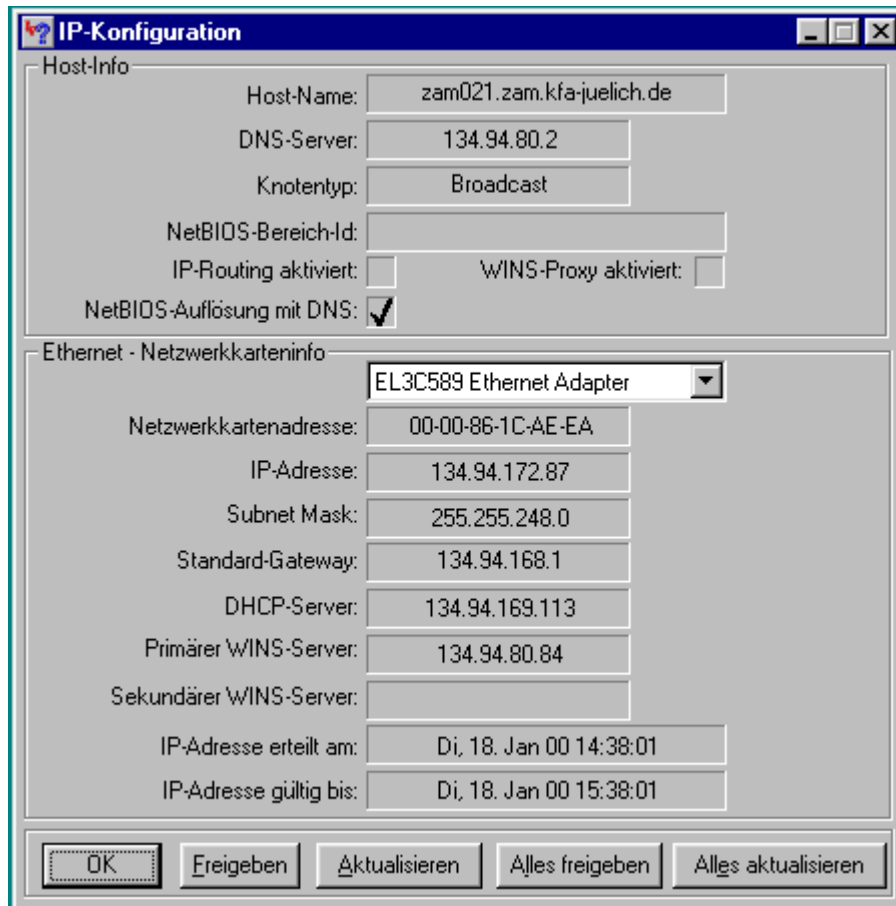 IP-Konfiguration
Host-Info
Host-Name: zam021.zam.kfa-juelich.de
DNS-Server: 134.94.80.2
Knotentyp: Broadcast
NetBIOS-Bereich-Id:
IP-Routing aktiviert: WINS-Proxy aktiviert:
NetBIOS-Auflösung mit DNS:
Ethernet - Netzwerkkarteninfo
EL3C589 Ethernet Adapter
Netzwerkkartenadresse: 00-00-86-1C-AE-EA
IP-Adresse: 134.94.172.87
Subnet Mask: 255.255.248.0
Standard-Gateway: 134.94.168.1
DHCP-Server: 134.94.169.113
Primärer WINS-Server: 134.94.80.84
Sekundärer WINS-Server:
IP-Adresse erteilt am: Di, 18. Jan 00 14:38:01
IP-Adresse gültig bis: Di, 18. Jan 00 15:38:01
OK Freigeben Aktualisieren Alles freigeben Alles aktualisieren